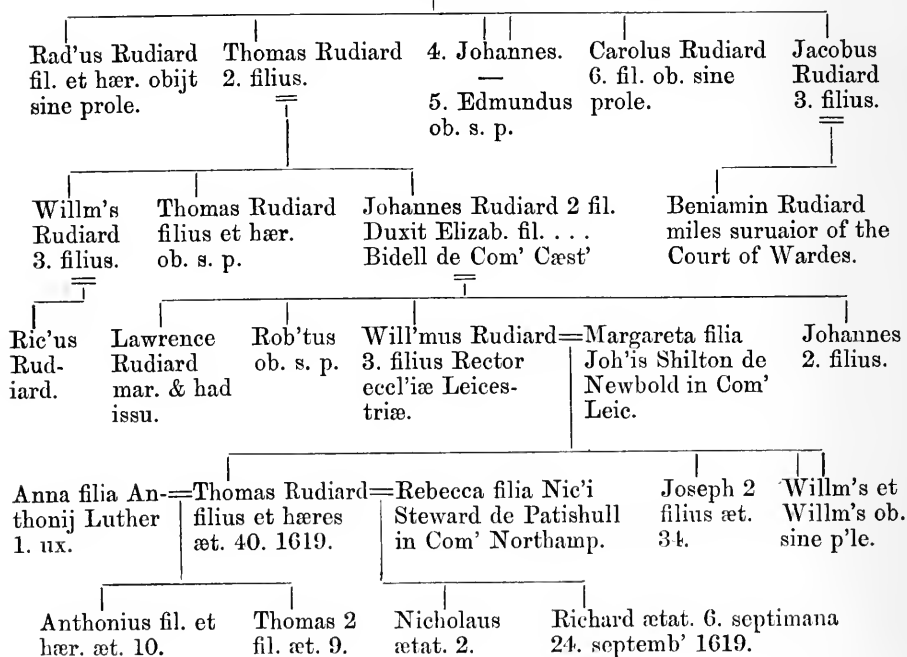 Rad'us Rudiard
fil. et hær. obijt
sine prole.
Thomas Rudiard
2. filius.
4. Johannes.
—
5. Edmundus
ob. s. p.
Carolus Rudiard
6. fil. ob. sine
prole.
Jacobus
Rudiard
3. filius.
Willm's
Rudiard
3. filius.
Thomas Rudiard
filius et hær.
ob. s. p.
Johannes Rudiard 2 fil.
Duxit Elizab. fil. . . . .
Bidell de Com' Cæst'
Beniamin Rudiard
miles suruaior of the
Court of Wardes.
Ric'us
Rud-
iard.
Lawrence
Rudiard
mar. & had
issu.
Rob'tus
ob. s. p.
Will'mus Rudiard=
3. filius Rector
eccl'iæ Leices-
triæ.
Margareta filia
Joh'is Shilton de
Newbold in Com'
Leic.
Johannes
2. filius.
Anna filia An-
thonij Luther
1. ux.
=Thomas Rudiard=
filius et hæres
æt. 40. 1619.
Rebecca filia Nic'i
Steward de Patishull
in Com' Northamp.
Joseph 2
filius æt.
34.
Willm's et
Willm's ob.
sine p'le.
Anthonius fil. et
hær. æt. 10.
Thomas 2
fil. æt. 9.
Nicholaus
ætat. 2.
Richard ætat. 6. septimana
24. septemb' 1619.